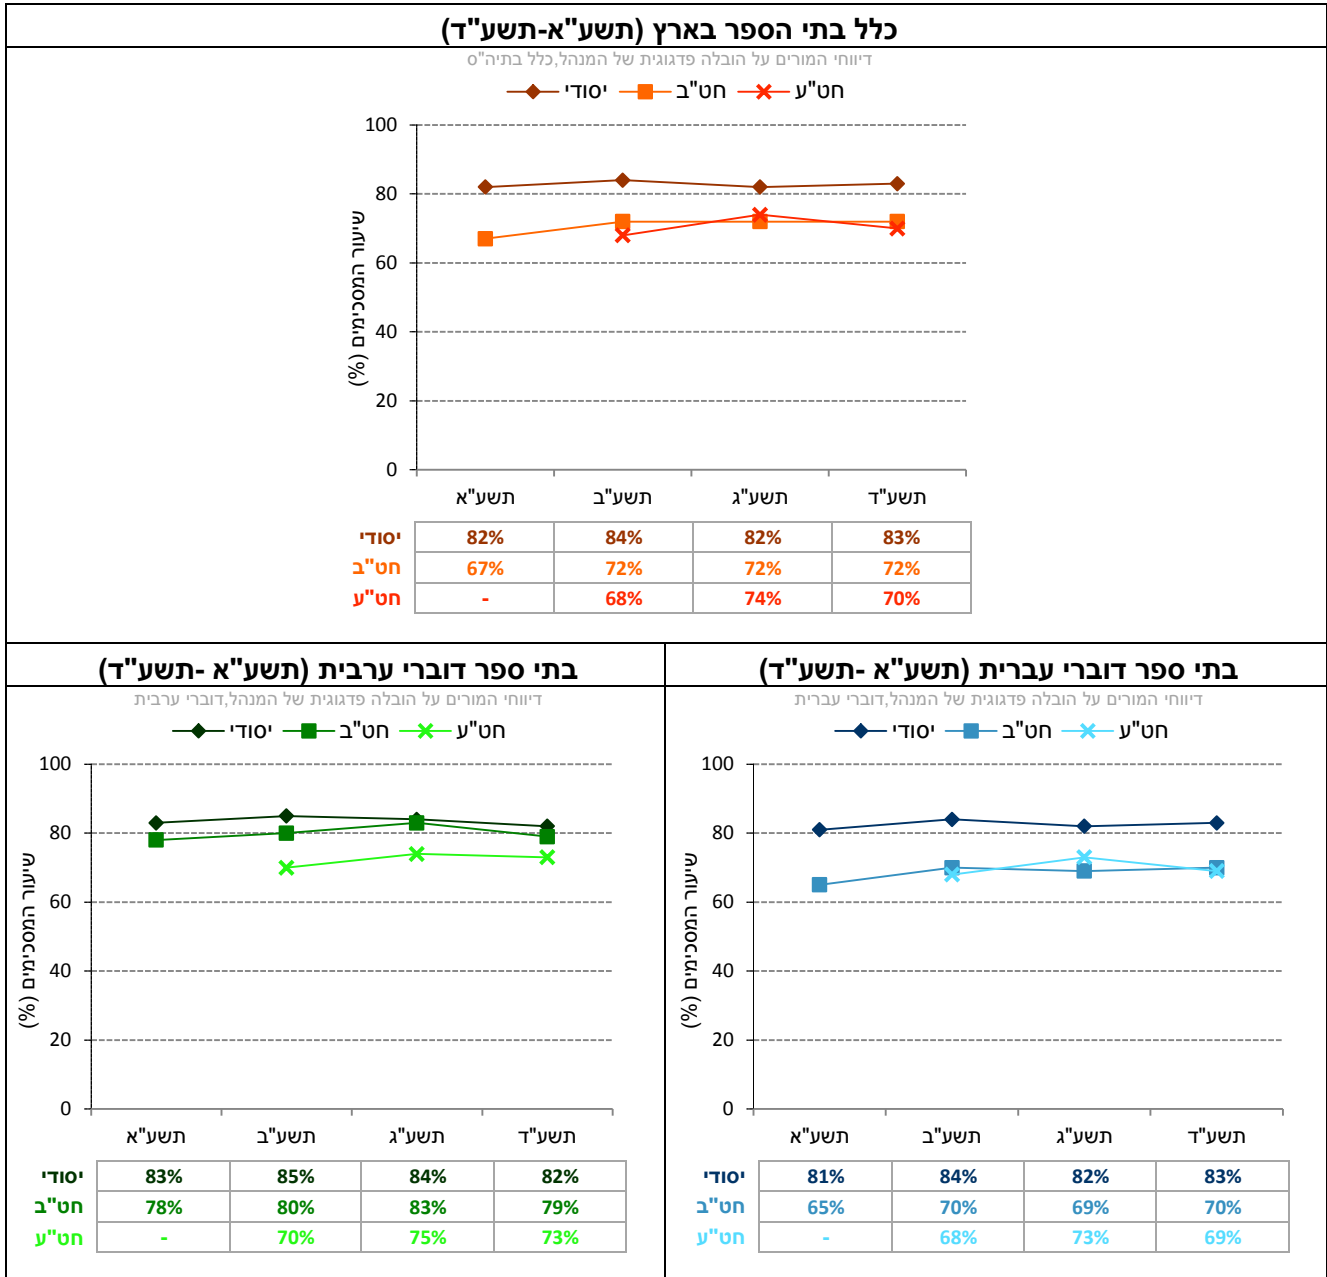 כלל בתי הספר בארץ (תשע"א-תשע"ד)
דיווחי המורים על הובלה פדגוגית של המנהל,כלל בתיה"ס
יסודי חט"ב חט"ע
שיעור המסכימים (%)
100
80
60
40
20
0
תשע"א תשע"ב תשע"ג תשע"ד
יסודי 82% 84% 82% 83%
חט"ב 67% 72% 72% 72%
חט"ע - 68% 74% 70%
בתי ספר דוברי עברית (תשע"א -תשע"ד)
דיווחי המורים על הובלה פדגוגית של המנהל,דוברי עברית
יסודי חט"ב חט"ע
שיעור המסכימים (%)
100
80
60
40
20
0
תשע"א תשע"ב תשע"ג תשע"ד
יסודי 81% 84% 82% 83%
חט"ב 65% 70% 69% 70%
חט"ע - 68% 73% 69%
בתי ספר דוברי ערבית (תשע"א -תשע"ד)
דיווחי המורים על הובלה פדגוגית של המנהל,דוברי ערבית
יסודי חט"ב חט"ע
שיעור המסכימים (%)
100
80
60
40
20
0
תשע"א תשע"ב תשע"ג תשע"ד
יסודי 83% 85% 84% 82%
חט"ב 78% 80% 83% 79%
חט"ע - 70% 75% 73%